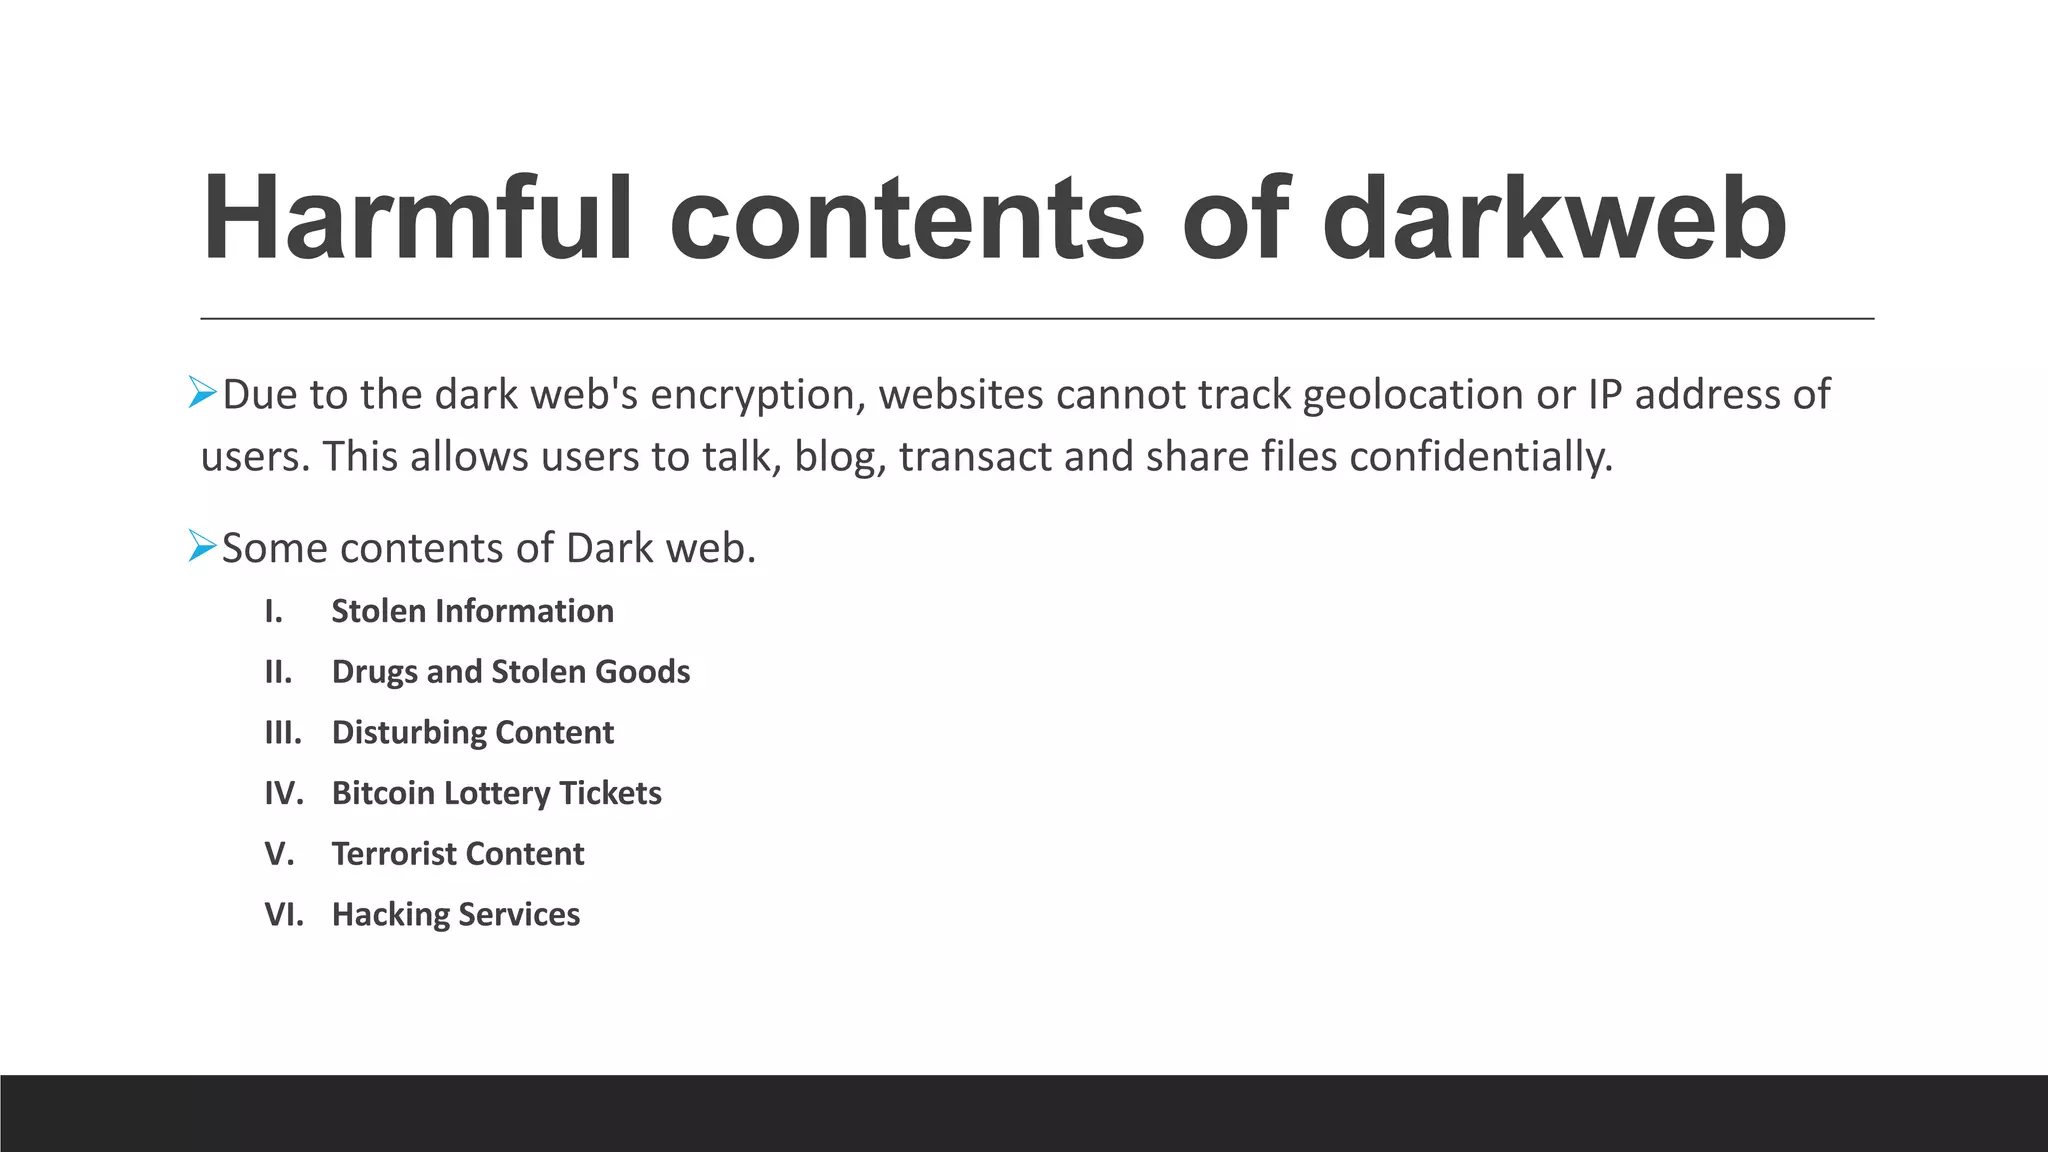 Harmful contents of darkweb
➢Due to the dark web's encryption, websites cannot track geolocation or IP address of
users. This allows users to talk, blog, transact and share files confidentially.
➢Some contents of Dark web.
I. Stolen Information
II. Drugs and Stolen Goods
III. Disturbing Content
IV. Bitcoin Lottery Tickets
V. Terrorist Content
VI. Hacking Services